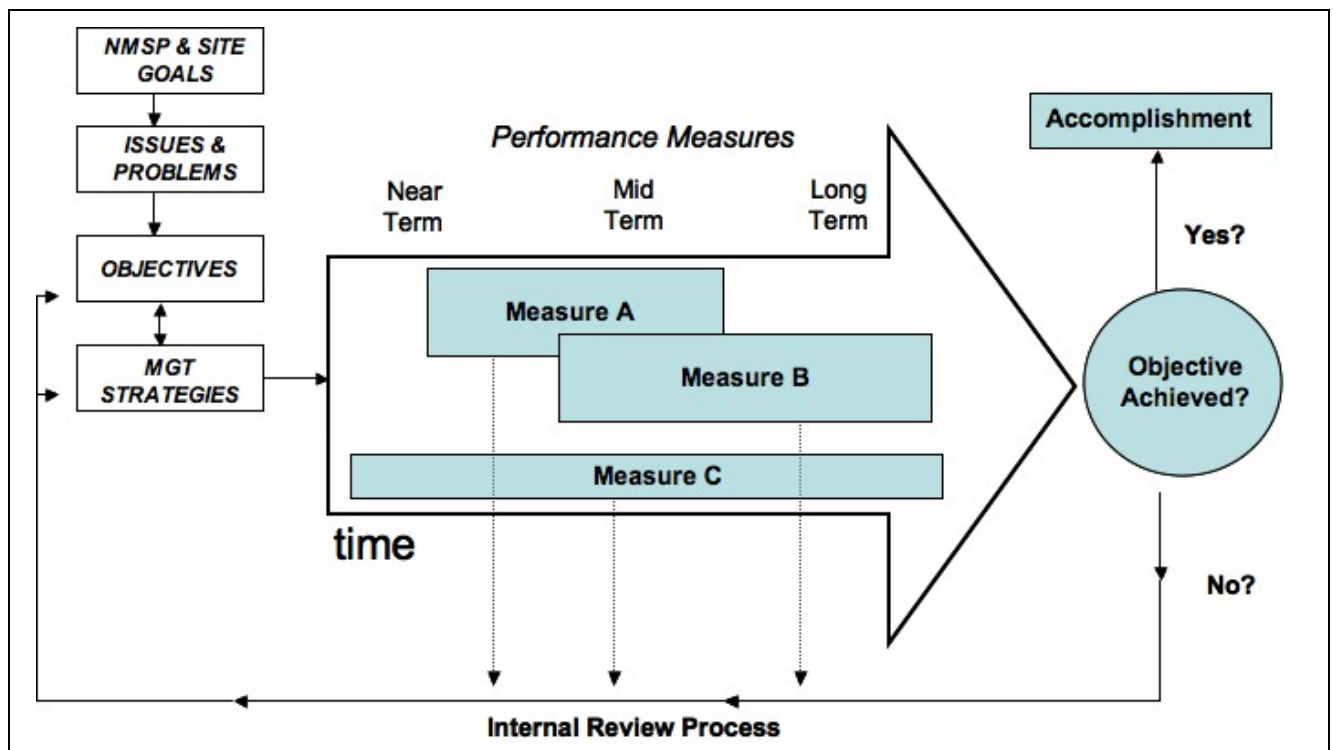 NMSP & SITE
GOALS
ISSUES &
PROBLEMS
OBJECTIVES
MGT
STRATEGIES
Performance Measures
Near
Term
Mid
Term
Long
Term
Measure A
Measure B
Measure C
time
Accomplishment
Yes?
Objective
Achieved?
No?
Internal Review Process